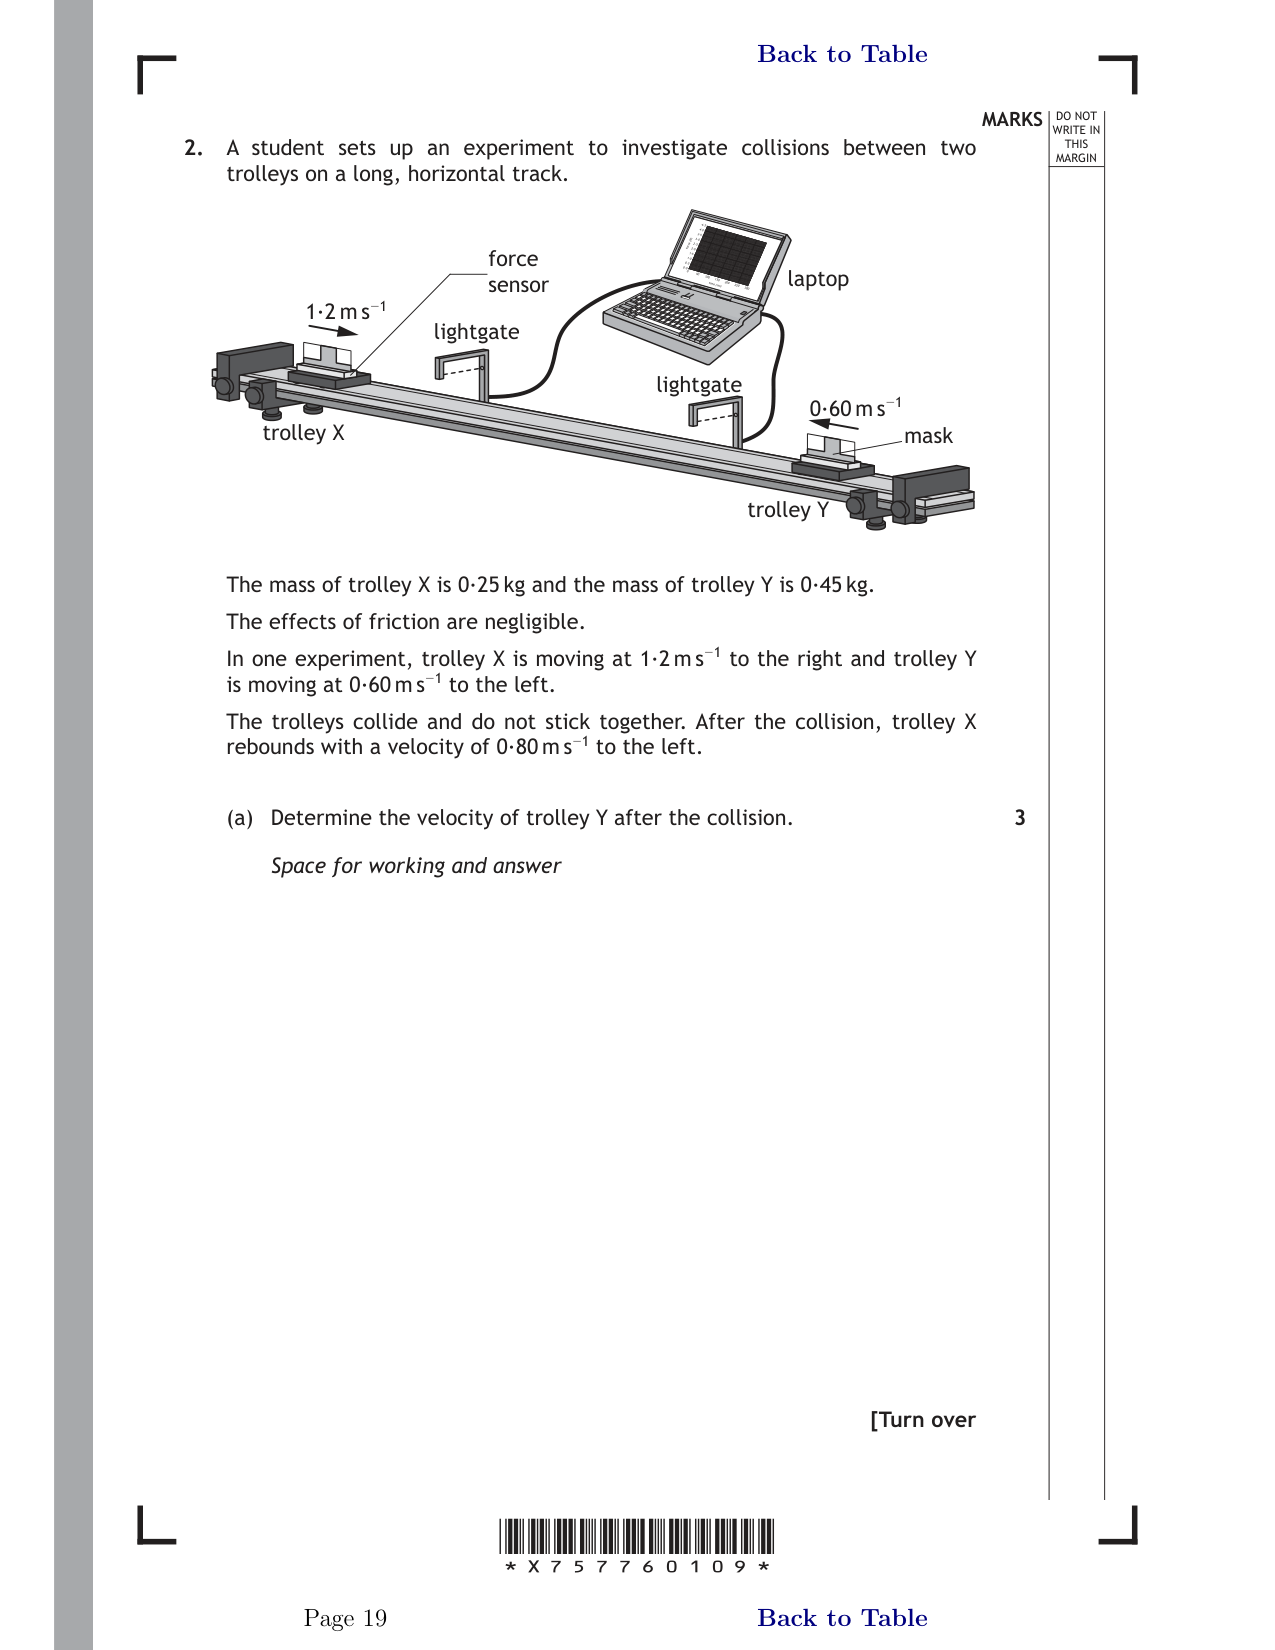 Back to Table
MARKS
DO NOT
WRITE IN
THIS
MARGIN
2. A student sets up an experiment to investigate collisions between two
trolleys on a long, horizontal track.
force
sensor
laptop
1·2 m s⁻¹
lightgate
lightgate
0·60 m s⁻¹
mask
trolley X
trolley Y
The mass of trolley X is 0·25 kg and the mass of trolley Y is 0·45 kg.
The effects of friction are negligible.
In one experiment, trolley X is moving at 1·2 m s⁻¹ to the right and trolley Y
is moving at 0·60 m s⁻¹ to the left.
The trolleys collide and do not stick together. After the collision, trolley X
rebounds with a velocity of 0·80 m s⁻¹ to the left.
(a) Determine the velocity of trolley Y after the collision. 3
Space for working and answer
[Turn over
* X 7 5 7 7 6 0 1 0 9 *
Page 19
Back to Table